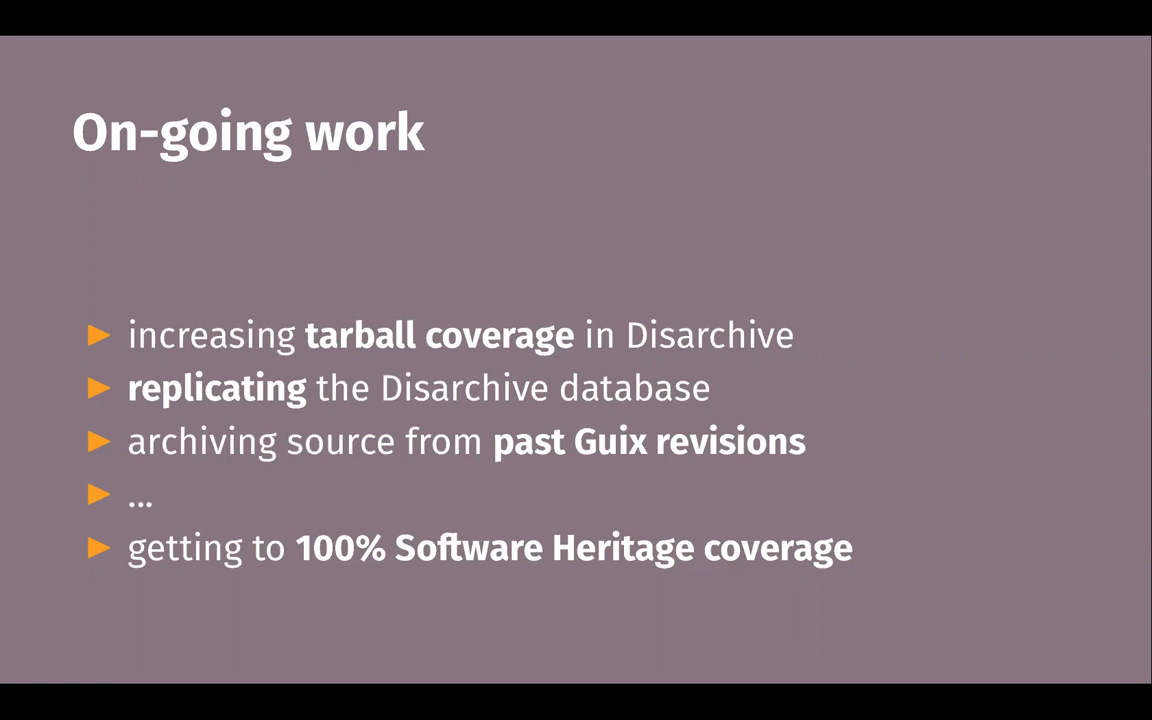 On-going work
increasing tarball coverage in Disarchive
replicating the Disarchive database
archiving source from past Guix revisions
...
getting to 100% Software Heritage coverage